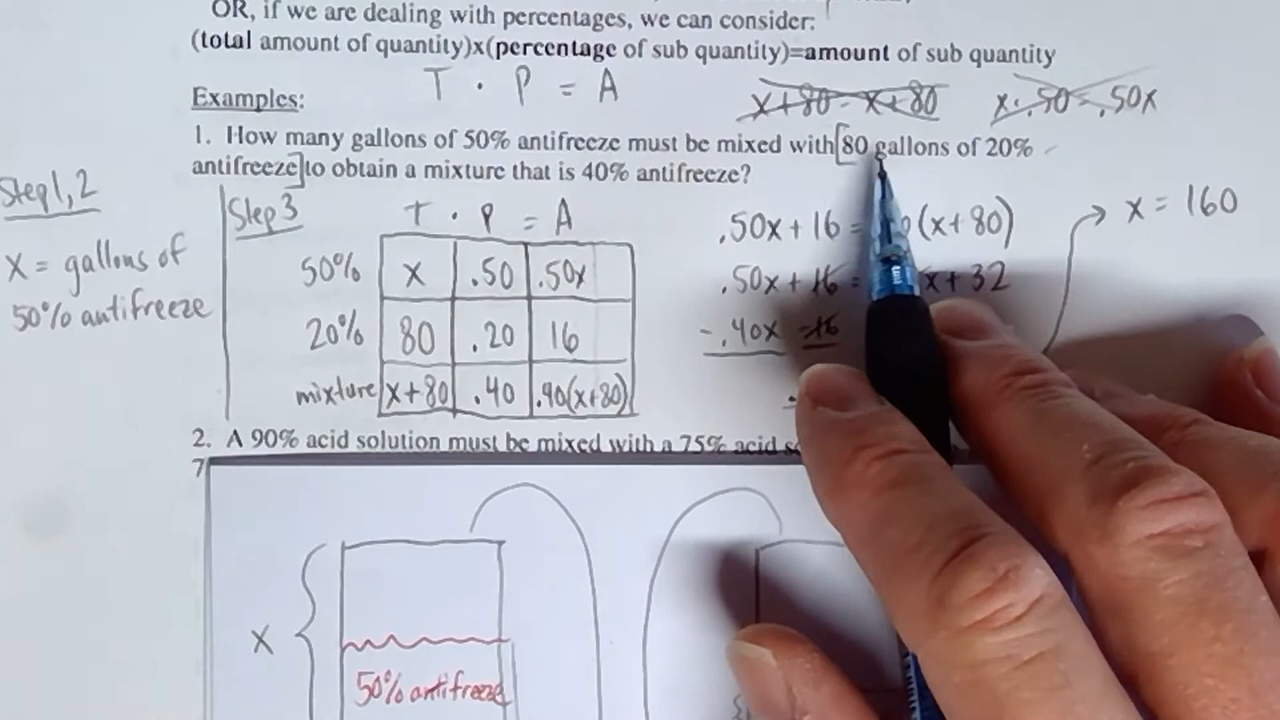 OR, if we are dealing with percentages, we can consider:
(total amount of quantity)x(percentage of sub quantity)=amount of sub quantity
T · P = A
Examples:
x+80 = x+80
x·.50 = .50x
1. How many gallons of 50% antifreeze must be mixed with [80 gallons of 20%
antifreeze] to obtain a mixture that is 40% antifreeze?
Step 1, 2
x = gallons of
50% antifreeze
Step 3
T · P = A
50% x .50 .50x
20% 80 .20 16
mixture x+80 .40 .40(x+80)
.50x + 16 = (x+80)
.50x + 16 = x+32
-.40x -16
x = 160
2. A 90% acid solution must be mixed with a 75% acid
7
x
50% antifreeze